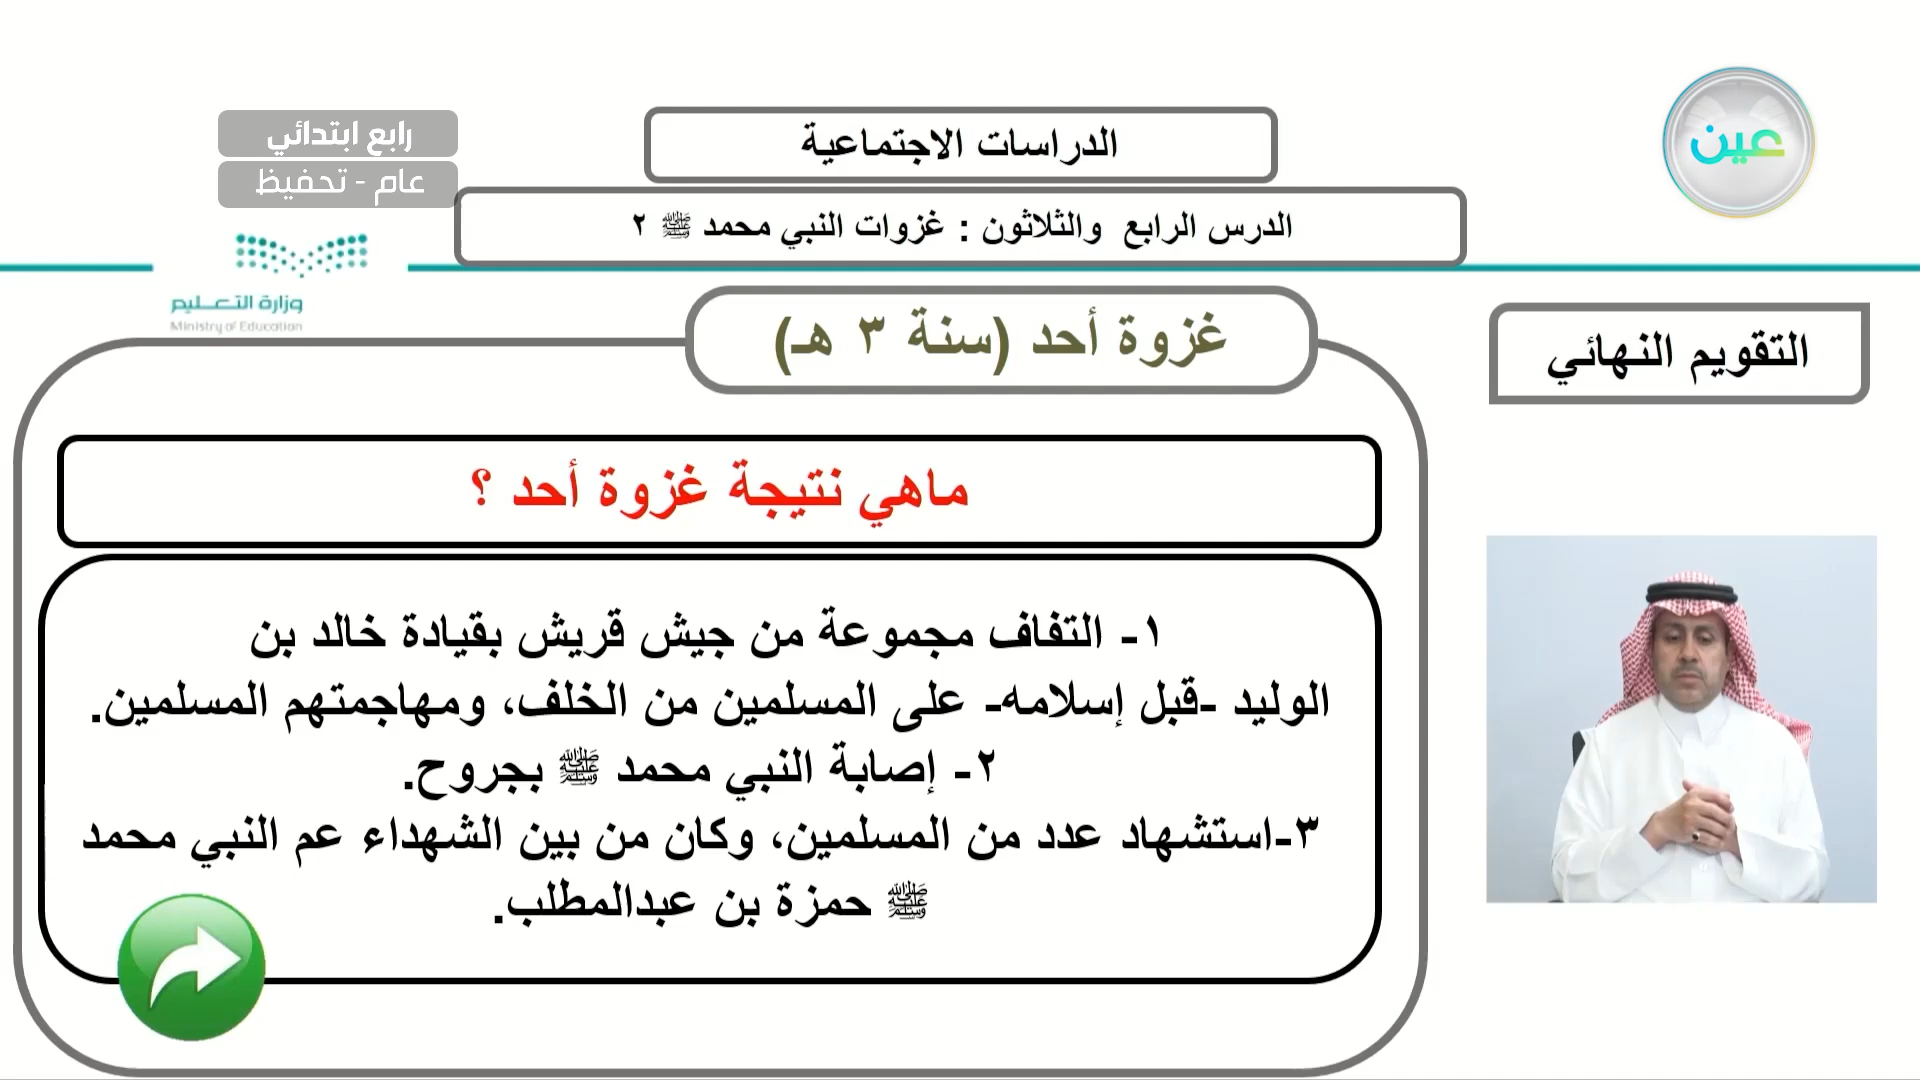 رابع ابتدائي
عام - تحفيظ
الدراسات الاجتماعية
عين
الدرس الرابع والثلاثون : غزوات النبي محمد ﷺ ٢
وزارة التعليم
Ministry of Education
غزوة أحد (سنة ٣ هـ)
التقويم النهائي
ماهي نتيجة غزوة أحد ؟
١- التفاف مجموعة من جيش قريش بقيادة خالد بن
الوليد -قبل إسلامه- على المسلمين من الخلف، ومهاجمتهم المسلمين.
٢- إصابة النبي محمد ﷺ بجروح.
٣-استشهاد عدد من المسلمين، وكان من بين الشهداء عم النبي محمد
ﷺ حمزة بن عبدالمطلب.